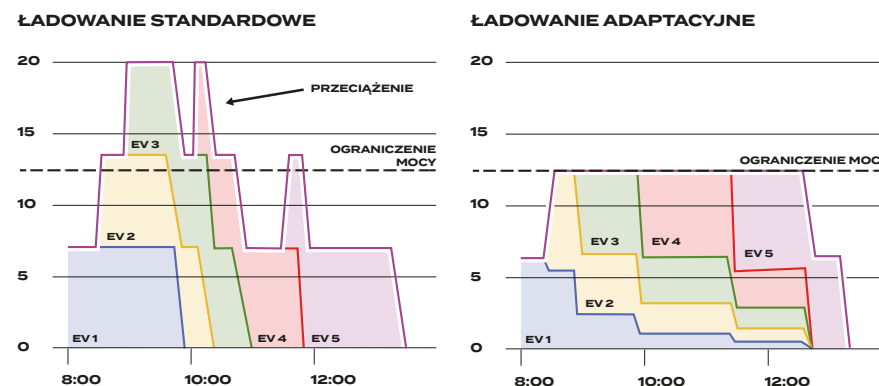 ŁADOWANIE STANDARDOWE
20
PRZECIĄŻENIE
15
EV 3
OGRANICZENIE
MOCY
10
EV 2
5
EV 1
EV 4
EV 5
0
8:00
10:00
12:00
ŁADOWANIE ADAPTACYJNE
20
15
OGRANICZENIE MOC
10
EV 3
EV 4
EV 5
5
EV 2
EV 1
0
8:00
10:00
12:00